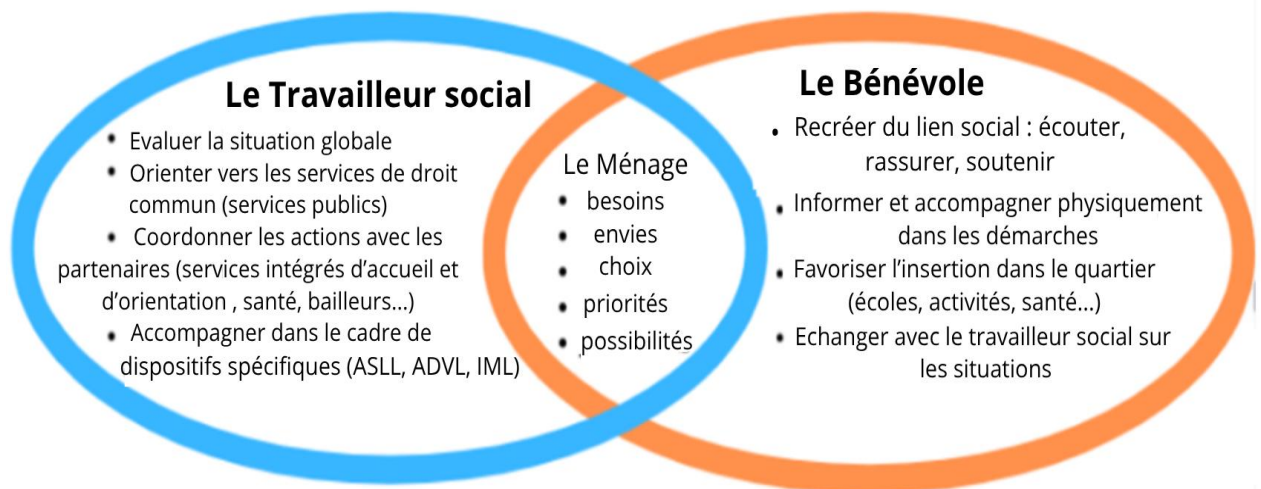 Le Travailleur social
• Evaluer la situation globale
• Orienter vers les services de droit
commun (services publics)
• Coordonner les actions avec les
partenaires (services intégrés d’accueil et
d’orientation , santé, bailleurs...)
• Accompagner dans le cadre de
dispositifs spécifiques (ASLL, ADVL, IML)
Le Ménage
• besoins
• envies
• choix
• priorités
• possibilités
Le Bénévole
• Recréer du lien social : écouter,
rassurer, soutenir
• Informer et accompagner physiquement
dans les démarches
• Favoriser l’insertion dans le quartier
(écoles, activités, santé...)
• Echanger avec le travailleur social sur
les situations